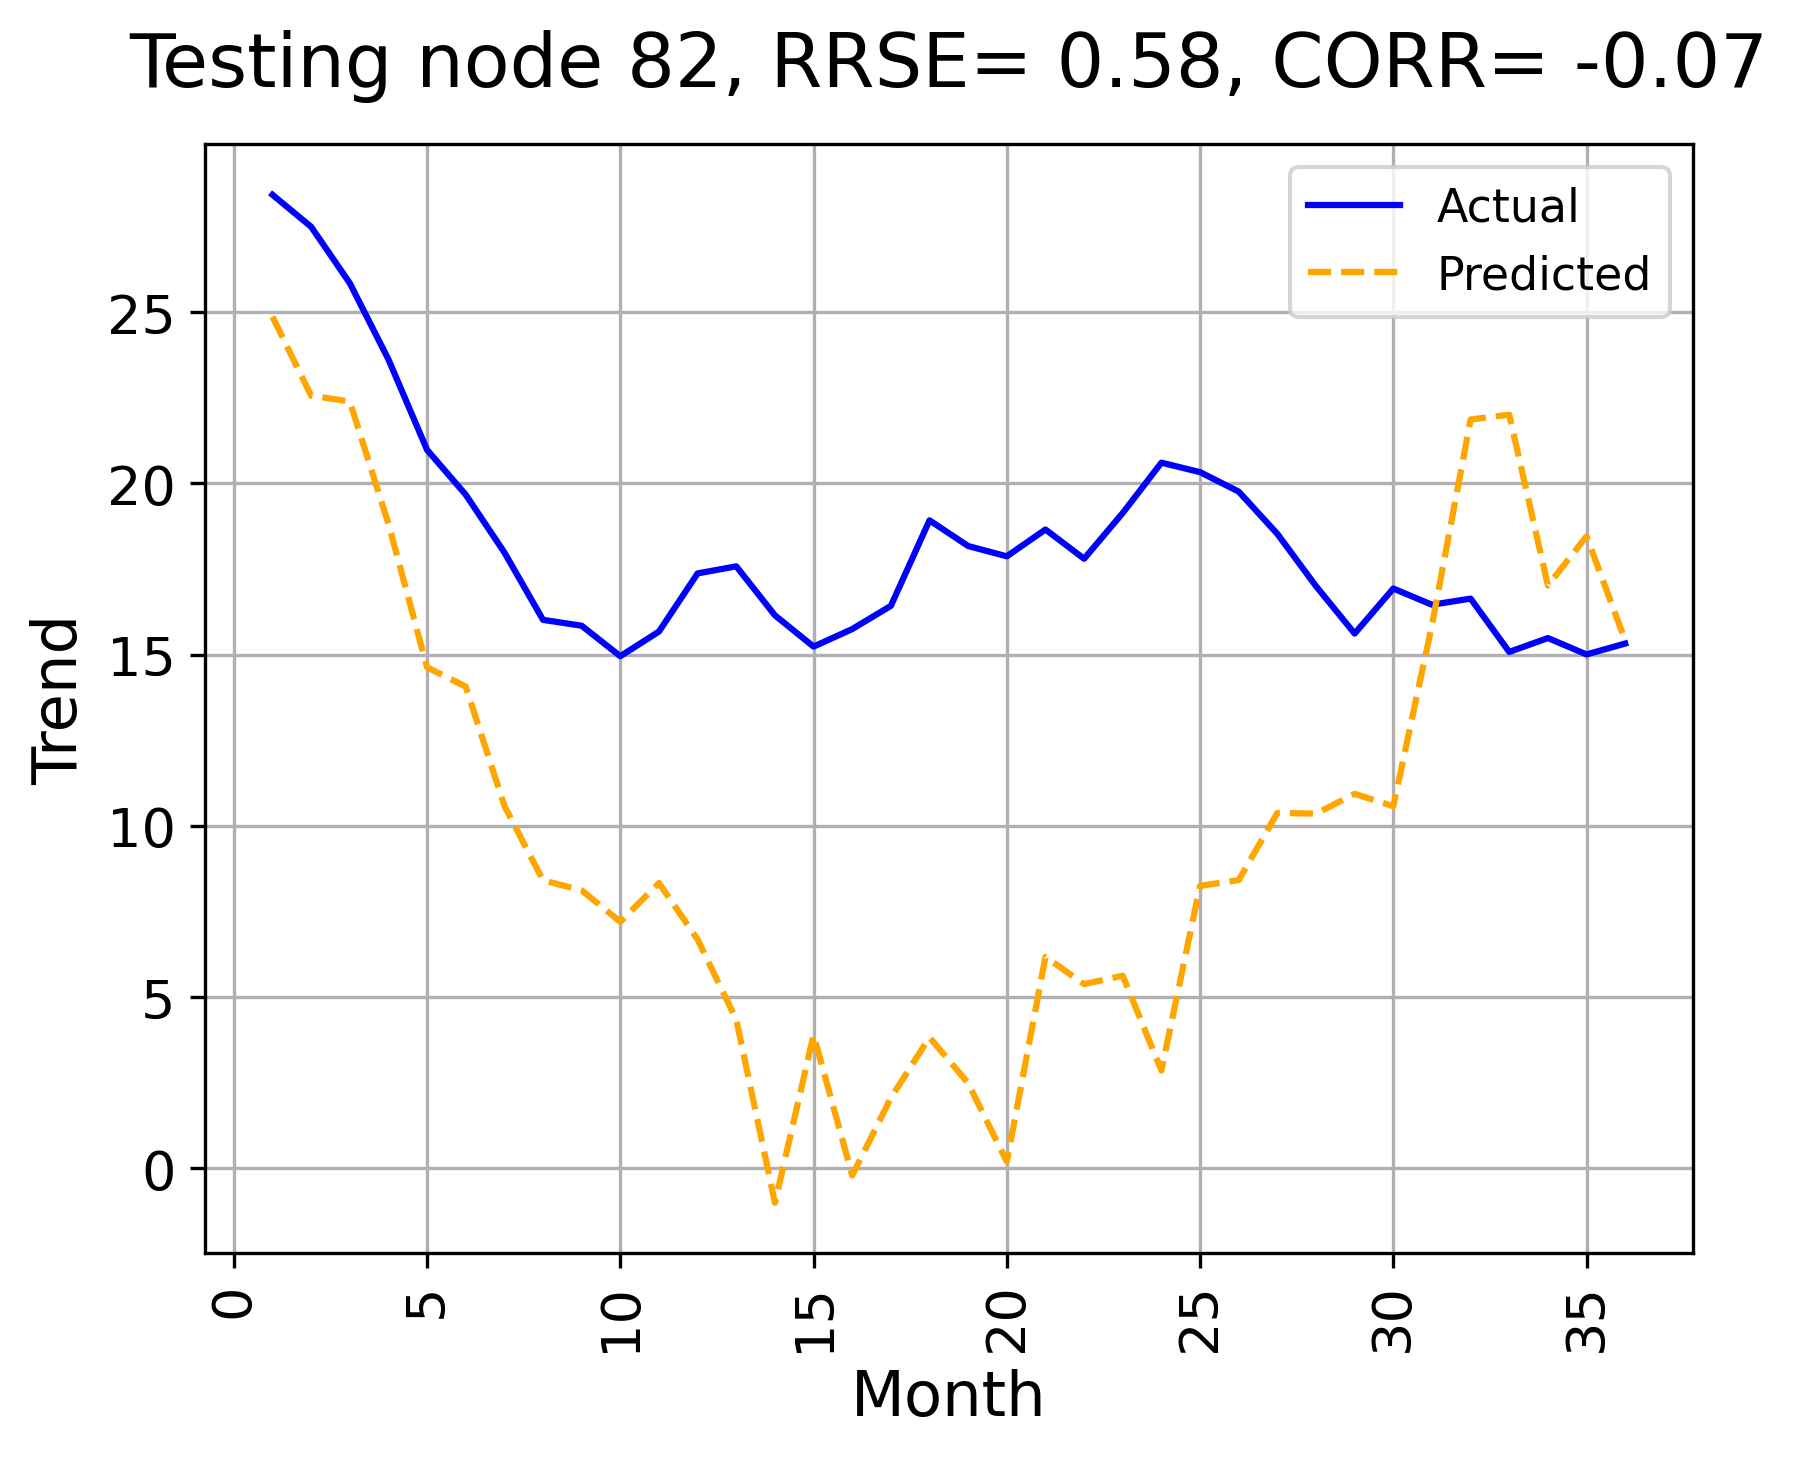 Testing node 82, RRSE= 0.58, CORR= -0.07
Actual
Predicted
25
20
15
10
5
0
Trend
0 5 10 15 20 25 30 35
Month